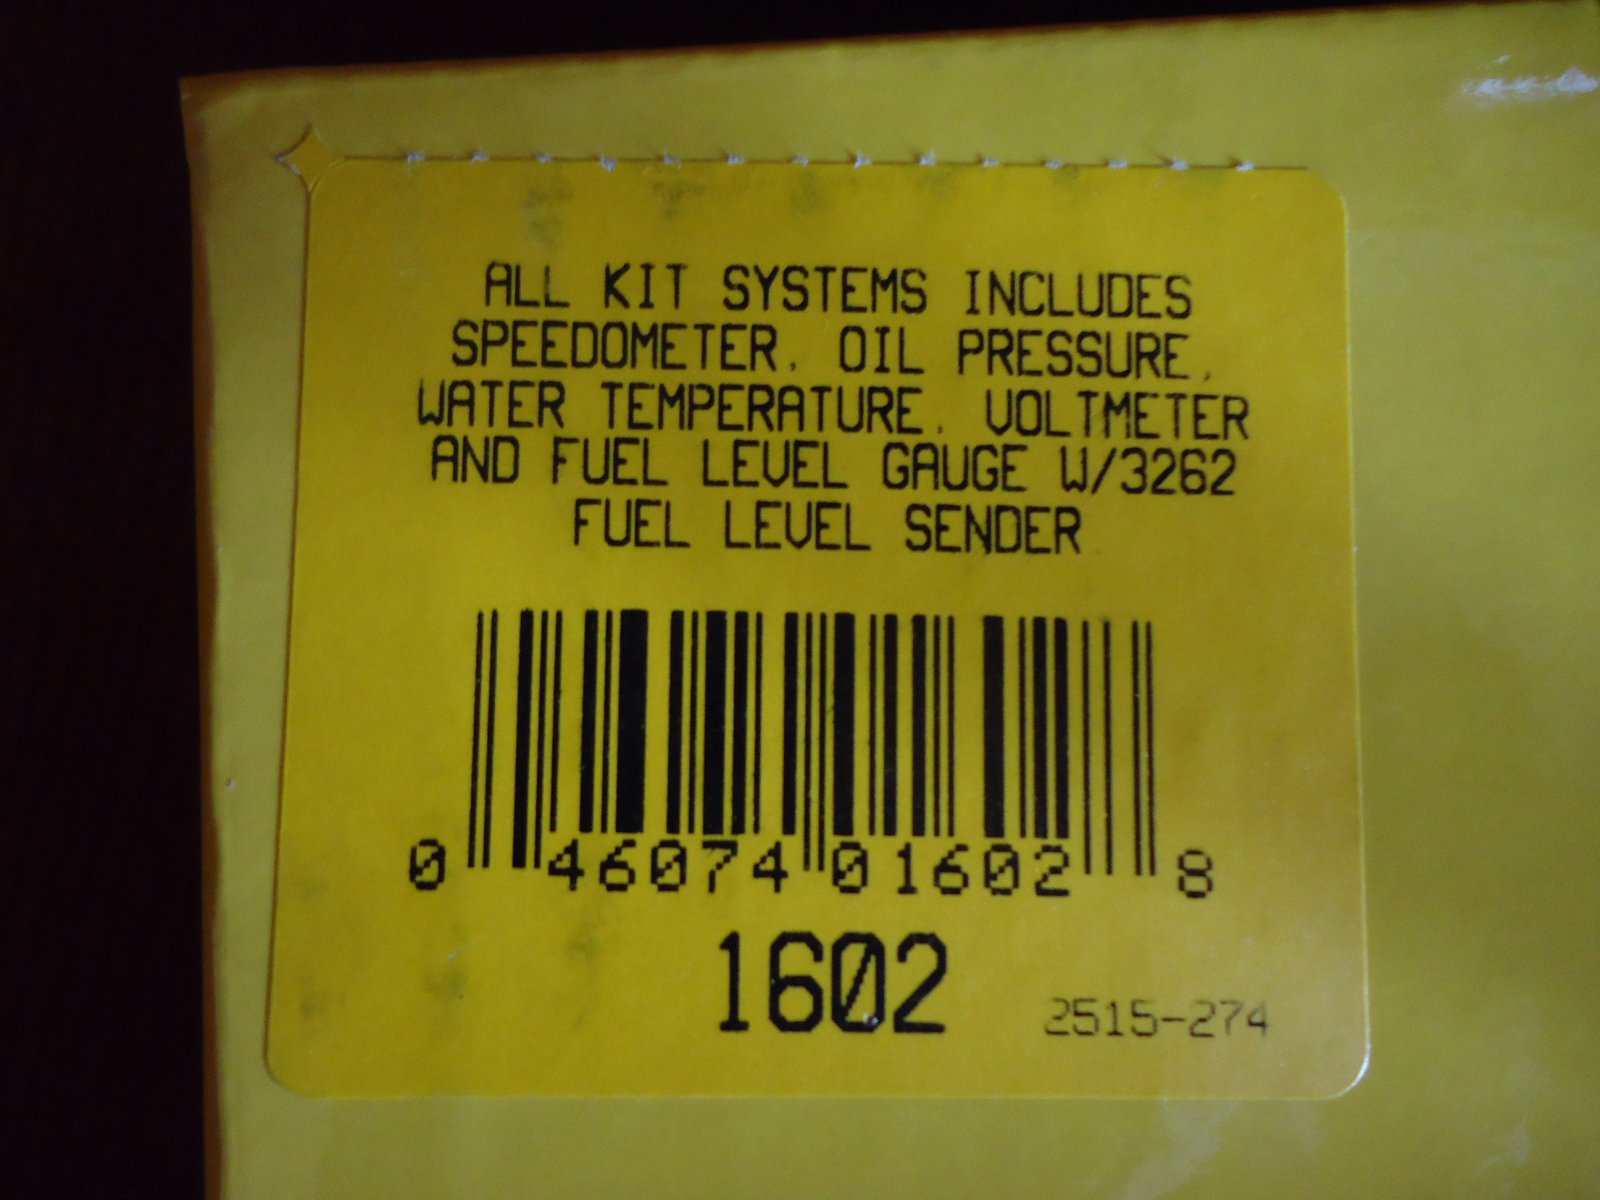 ALL KIT SYSTEMS INCLUDES
SPEEDOMETER, OIL PRESSURE,
WATER TEMPERATURE, VOLTMETER
AND FUEL LEVEL GAUGE W/3262
FUEL LEVEL SENDER
0 46074 01602 8
1602
2515-274